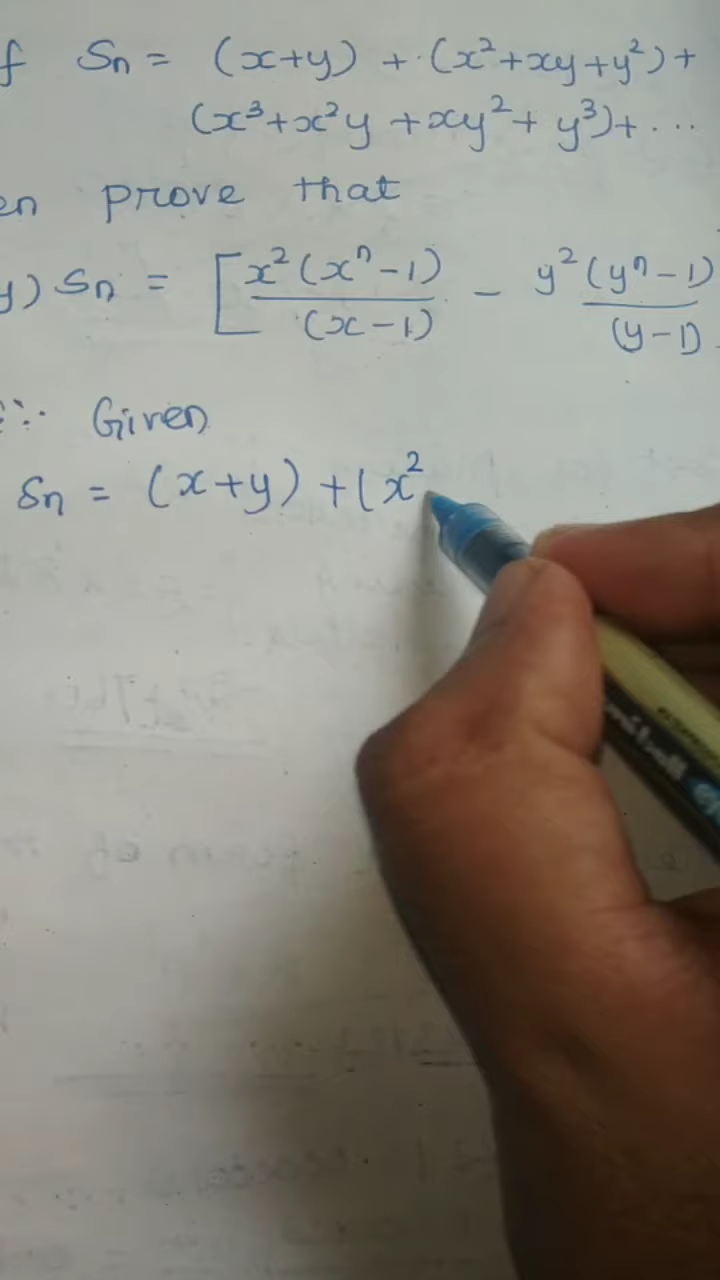 f Sn = (x+y) + (x²+xy+y²)+
(x³+x²y +xy²+ y³)+...
en prove that
y) Sn = [x²(xⁿ-1)/(x-1) - y²(yⁿ-1)/(y-1)
Given
Sn = (x+y) +(x²